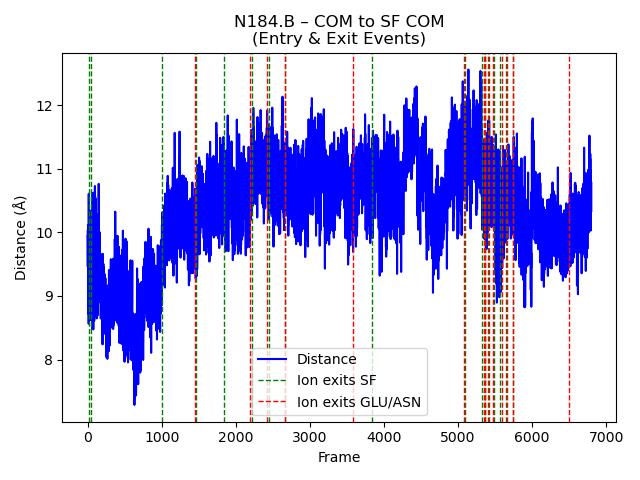 N184.B – COM to SF COM
(Entry & Exit Events)
Distance (Å)
12
11
10
9
8
Distance
Ion exits SF
Ion exits GLU/ASN
0 1000 2000 3000 4000 5000 6000 7000
Frame